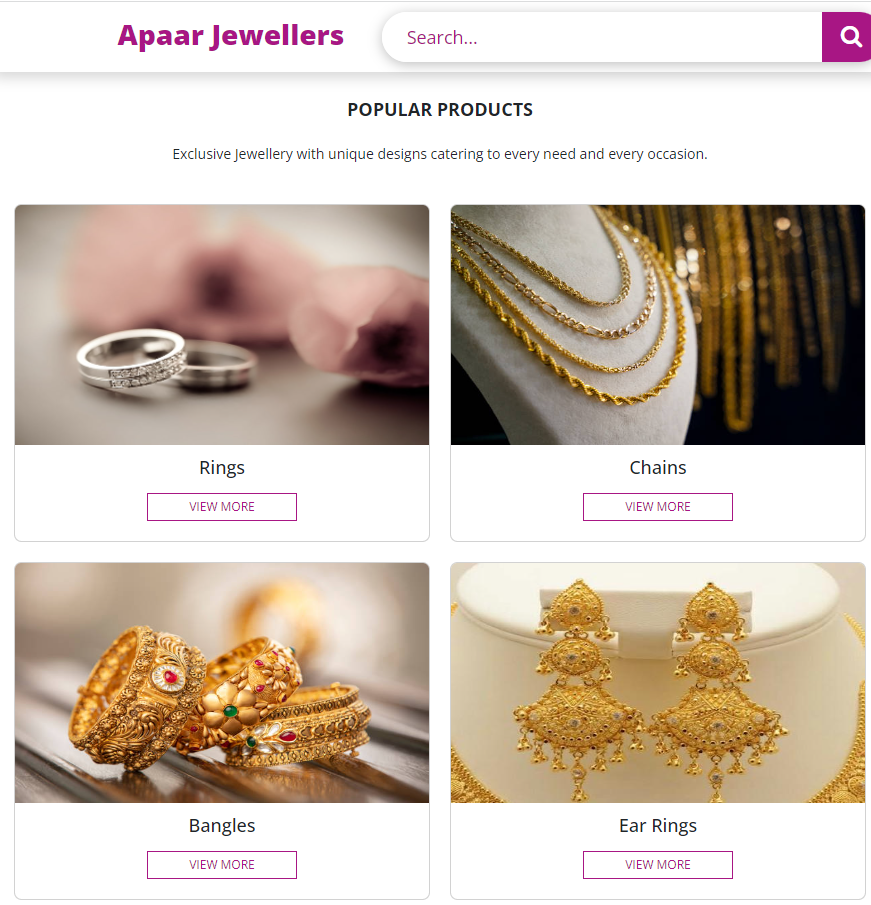 Apaar Jewellers
Search...
POPULAR PRODUCTS
Exclusive Jewellery with unique designs catering to every need and every occasion.
Rings
VIEW MORE
Chains
VIEW MORE
Bangles
VIEW MORE
Ear Rings
VIEW MORE